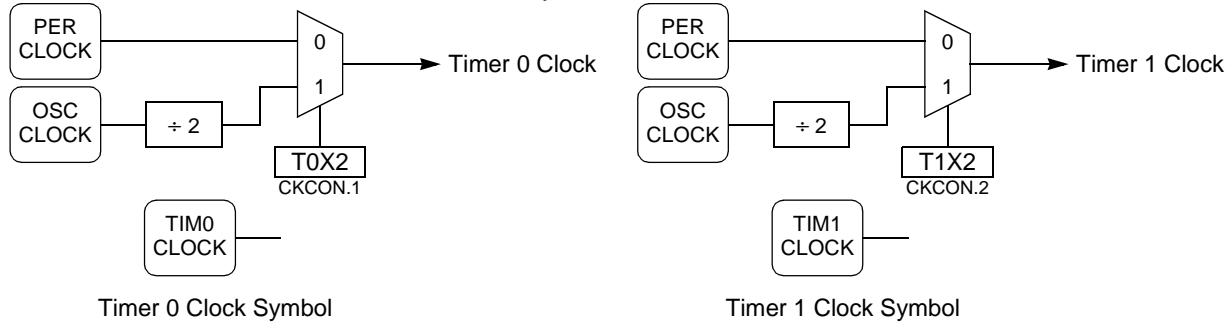 PER
CLOCK
0
Timer 0 Clock
1
OSC
CLOCK
÷ 2
T0X2
CKCON.1
TIM0
CLOCK
Timer 0 Clock Symbol
PER
CLOCK
0
Timer 1 Clock
1
OSC
CLOCK
÷ 2
T1X2
CKCON.2
TIM1
CLOCK
Timer 1 Clock Symbol